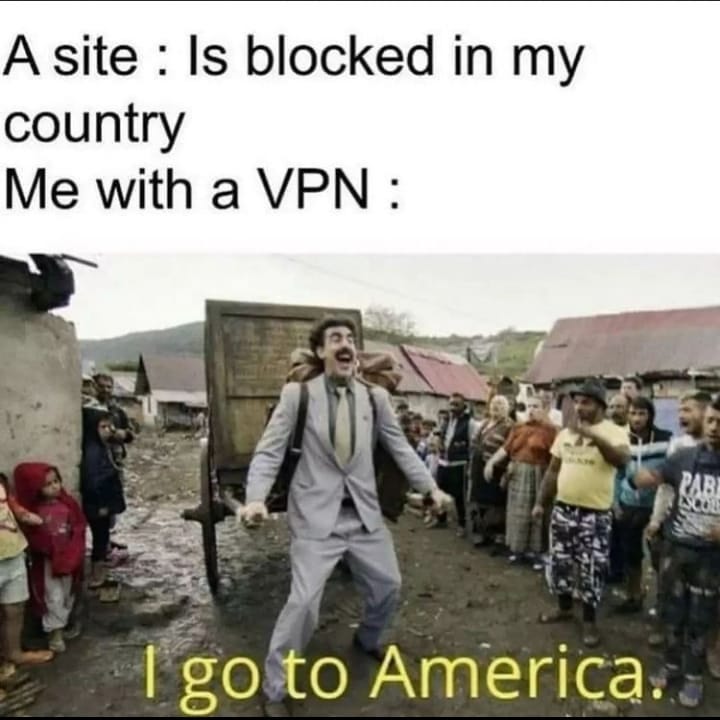 A site : Is blocked in my
country
Me with a VPN :
I go to America.